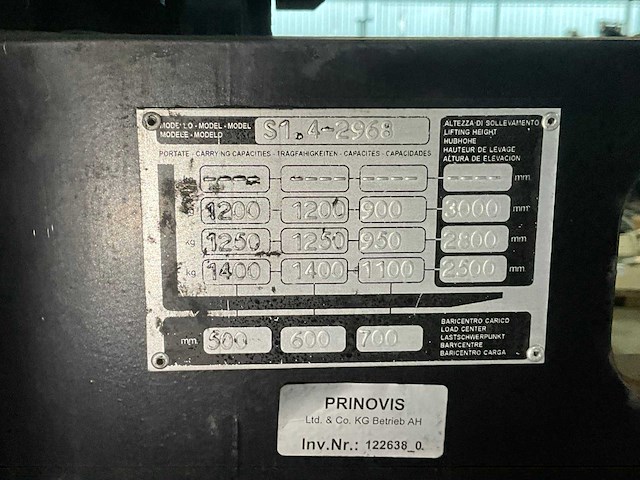 MODELLO - MODEL - MODEL
MODELE - MODELO
S1.4-2968
ALTEZZA DI SOLLEVAMENTO
LIFTING HEIGHT
HUBHOHE
HAUTEUR DE LEVAGE
ALTURA DE ELEVACION
PORTATE - CARRYING CAPACITIES - TRAGFAHIGKEITEN - CAPACITES - CAPACIDADES
---- ---- ---- ---- mm
1200 1200 900 3000 mm
kg 1250 1250 950 2800 mm
kg 1400 1400 1100 2500 mm
mm 500 600 700
BARICENTRO CARICO
LOAD CENTER
LASTSCHWERPUNKT
BARYCENTRE
BARICENTRO CARGA
PRINOVIS
Ltd. & Co. KG Betrieb AH
Inv.Nr.: 122638_0.